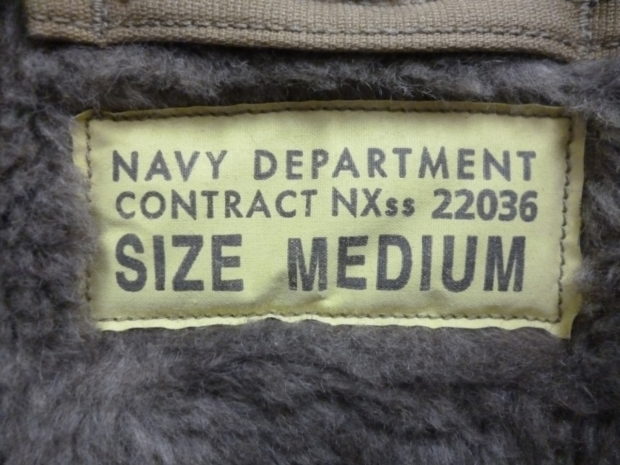 NAVY DEPARTMENT
CONTRACT NXss 22036
SIZE MEDIUM